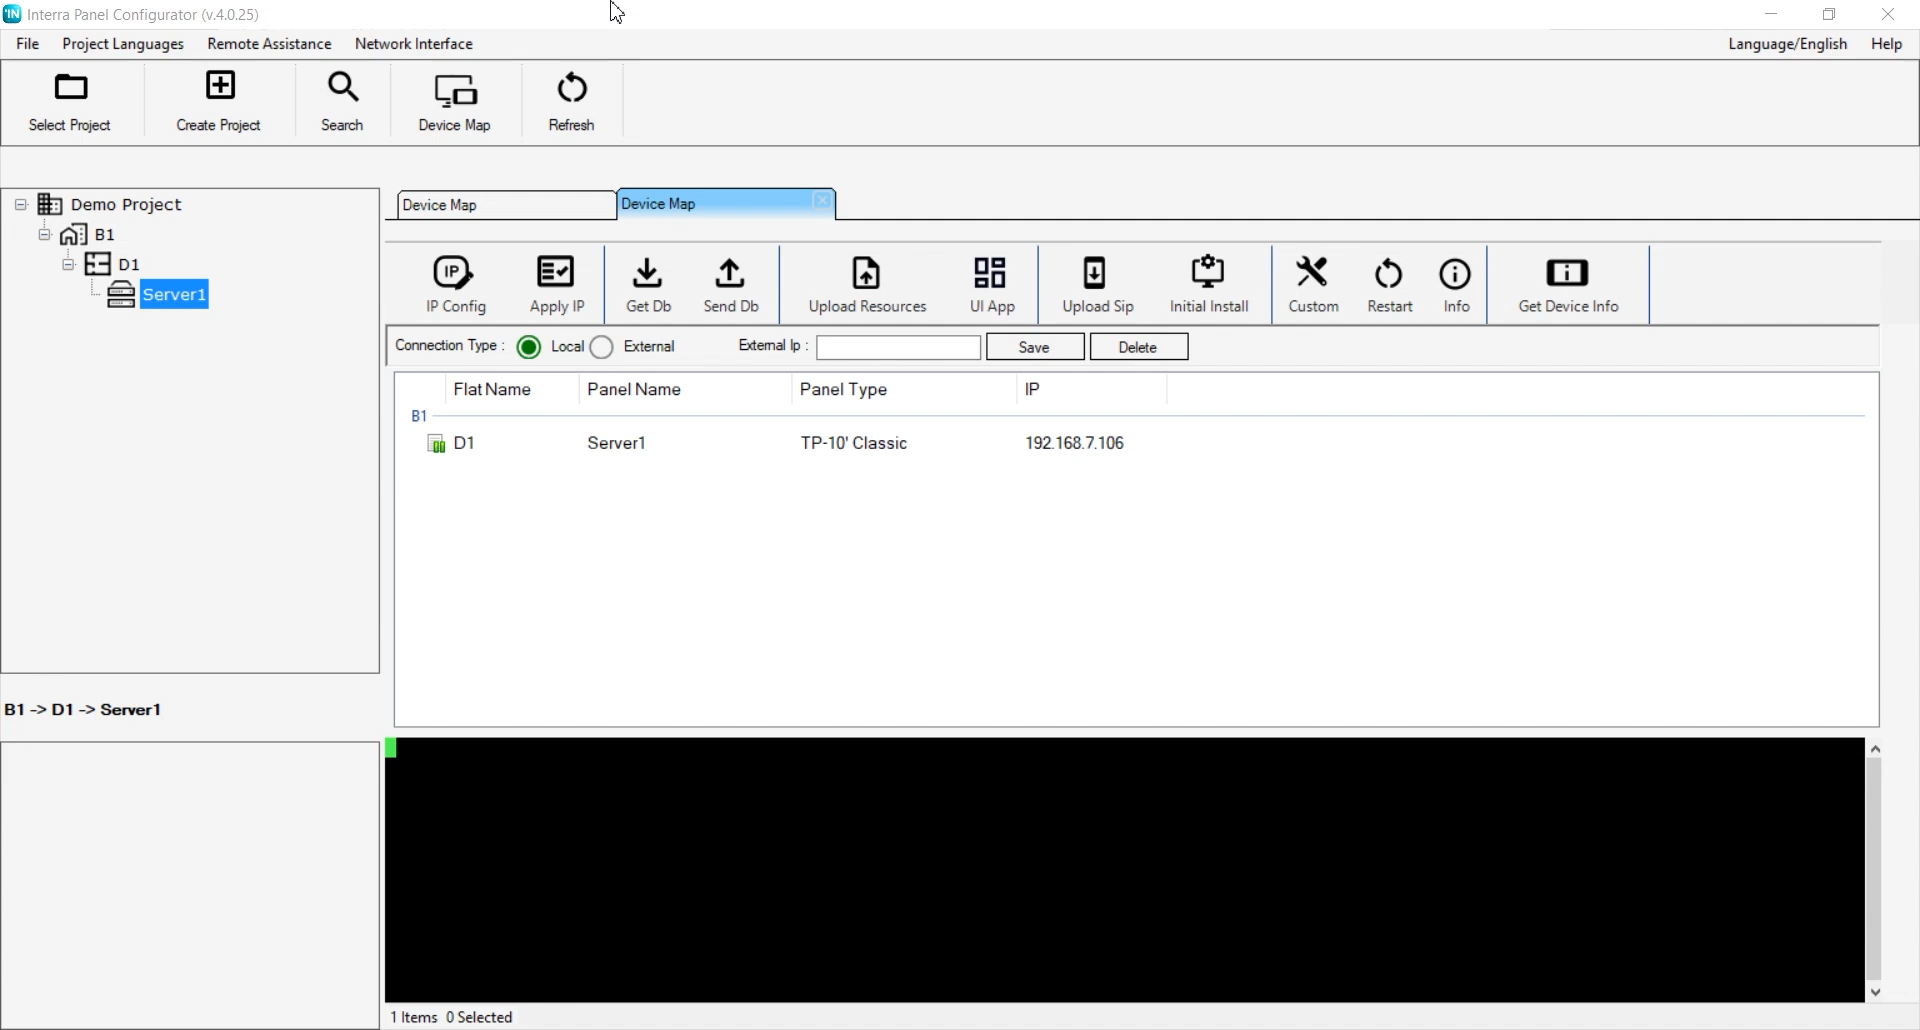 Interra Panel Configurator (v.4.0.25)
File Project Languages Remote Assistance Network Interface Language/English Help
Select Project Create Project Search Device Map Refresh
Demo Project
B1
D1
Server1
B1 -> D1 -> Server1
Device Map Device Map
IP Config Apply IP Get Db Send Db Upload Resources UI App Upload Sip Initial Install Custom Restart Info Get Device Info
Connection Type : Local External External Ip : Save Delete
Flat Name Panel Name Panel Type IP
B1
D1 Server1 TP-10' Classic 192.168.7.106
1 Items 0 Selected